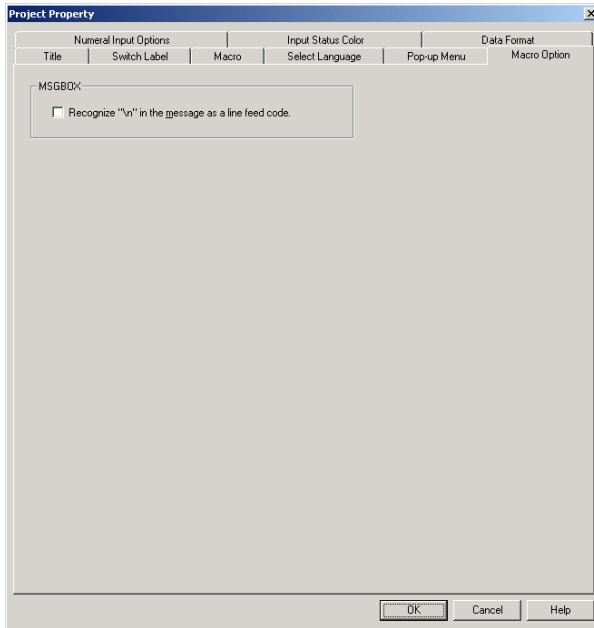 Project Property
Numeral Input Options Input Status Color Data Format
Title Switch Label Macro Select Language Pop-up Menu Macro Option
MSGBOX
Recognize "\n" in the message as a line feed code.
OK Cancel Help